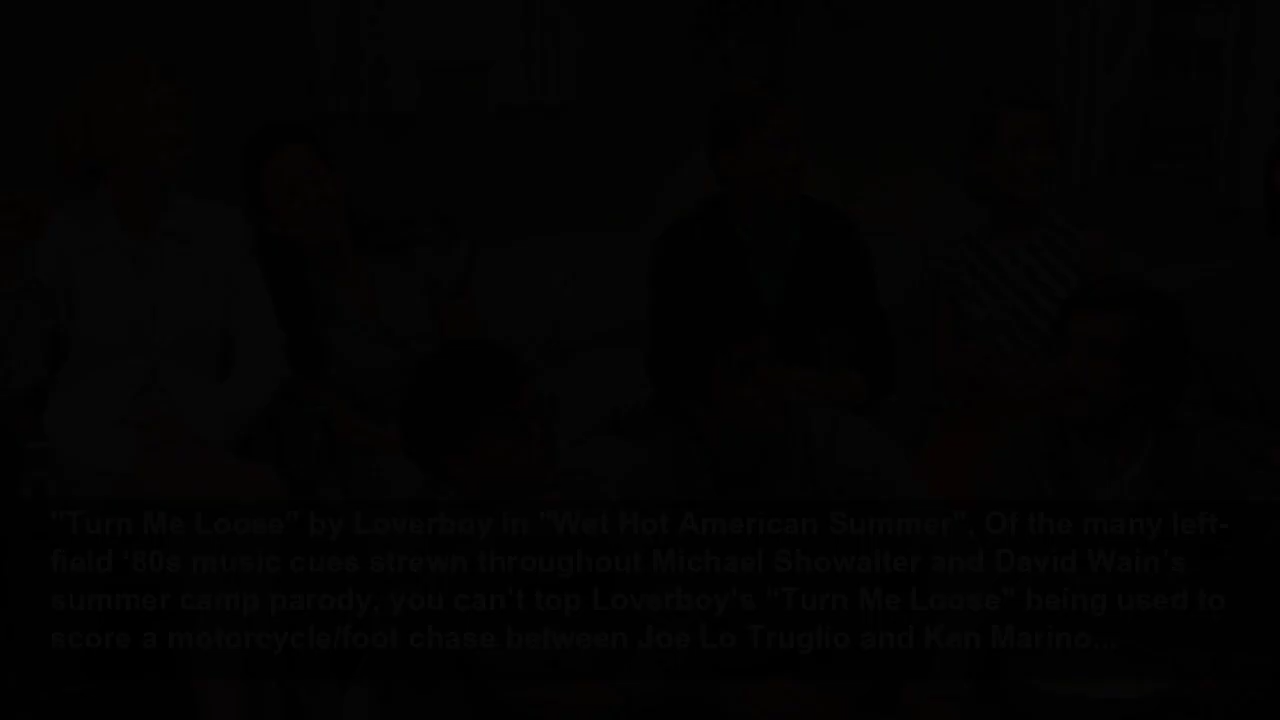 "Turn Me Loose" by Loverboy in "Wet Hot American Summer". Of the many left-
field '80s music cues strewn throughout Michael Showalter and David Wain's
summer camp parody, you can't top Loverboy's "Turn Me Loose" being used to
score a motorcycle/foot chase between Joe Lo Truglio and Ken Marino...